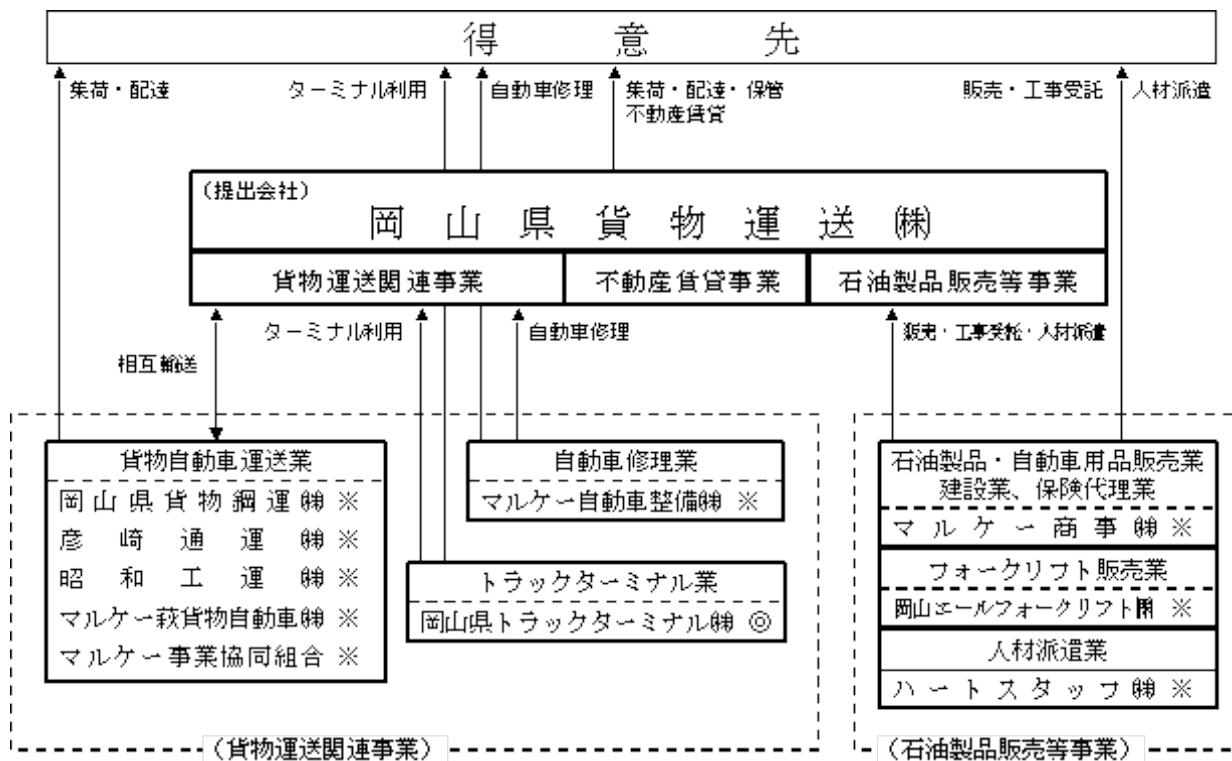 得意先
集荷・配達
ターミナル利用
自動車修理
集荷・配達・保管
不動産賃貸
販売・工事受託
人材派遣
(提出会社)
岡山県貨物運送㈱
貨物運送関連事業
不動産賃貸事業
石油製品販売等事業
ターミナル利用
自動車修理
販売・工事受託・人材派遣
相互輸送
貨物自動車運送業
岡山県貨物鋼運㈱ ※
彦崎通運㈱ ※
昭和工運㈱ ※
マルケー萩貨物自動車㈱ ※
マルケー事業協同組合 ※
自動車修理業
マルケー自動車整備㈱ ※
トラックターミナル業
岡山県トラックターミナル㈱ ◎
石油製品・自動車用品販売業
建設業、保険代理業
マルケー商事㈱ ※
フォークリフト販売業
岡山エールフォークリフト㈲ ※
人材派遣業
ハートスタッフ㈱ ※
(貨物運送関連事業)
(石油製品販売等事業)